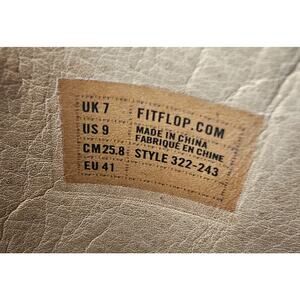 UK 7
US 9
CM 25.8
EU 41
FITFLOP.COM
MADE IN CHINA
FABRIQUÉ EN CHINE
STYLE 322-243